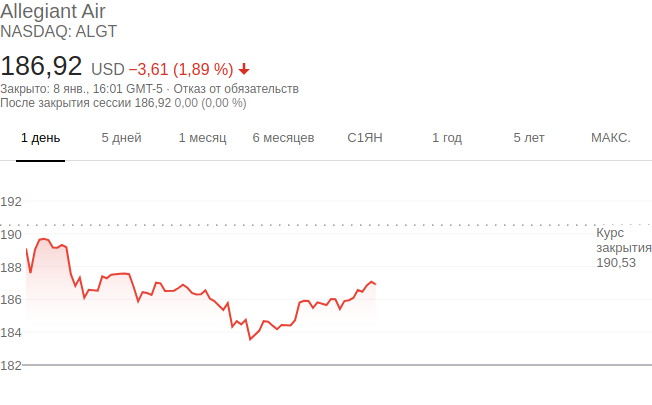 Allegiant Air
NASDAQ: ALGT
186,92 USD −3,61 (1,89 %)
Закрыто: 8 янв., 16:01 GMT-5 · Отказ от обязательств
После закрытия сессии 186,92 0,00 (0,00 %)
1 день 5 дней 1 месяц 6 месяцев С1ЯН 1 год 5 лет МАКС.
192
190
188
186
184
182
Курс
закрытия
190,53